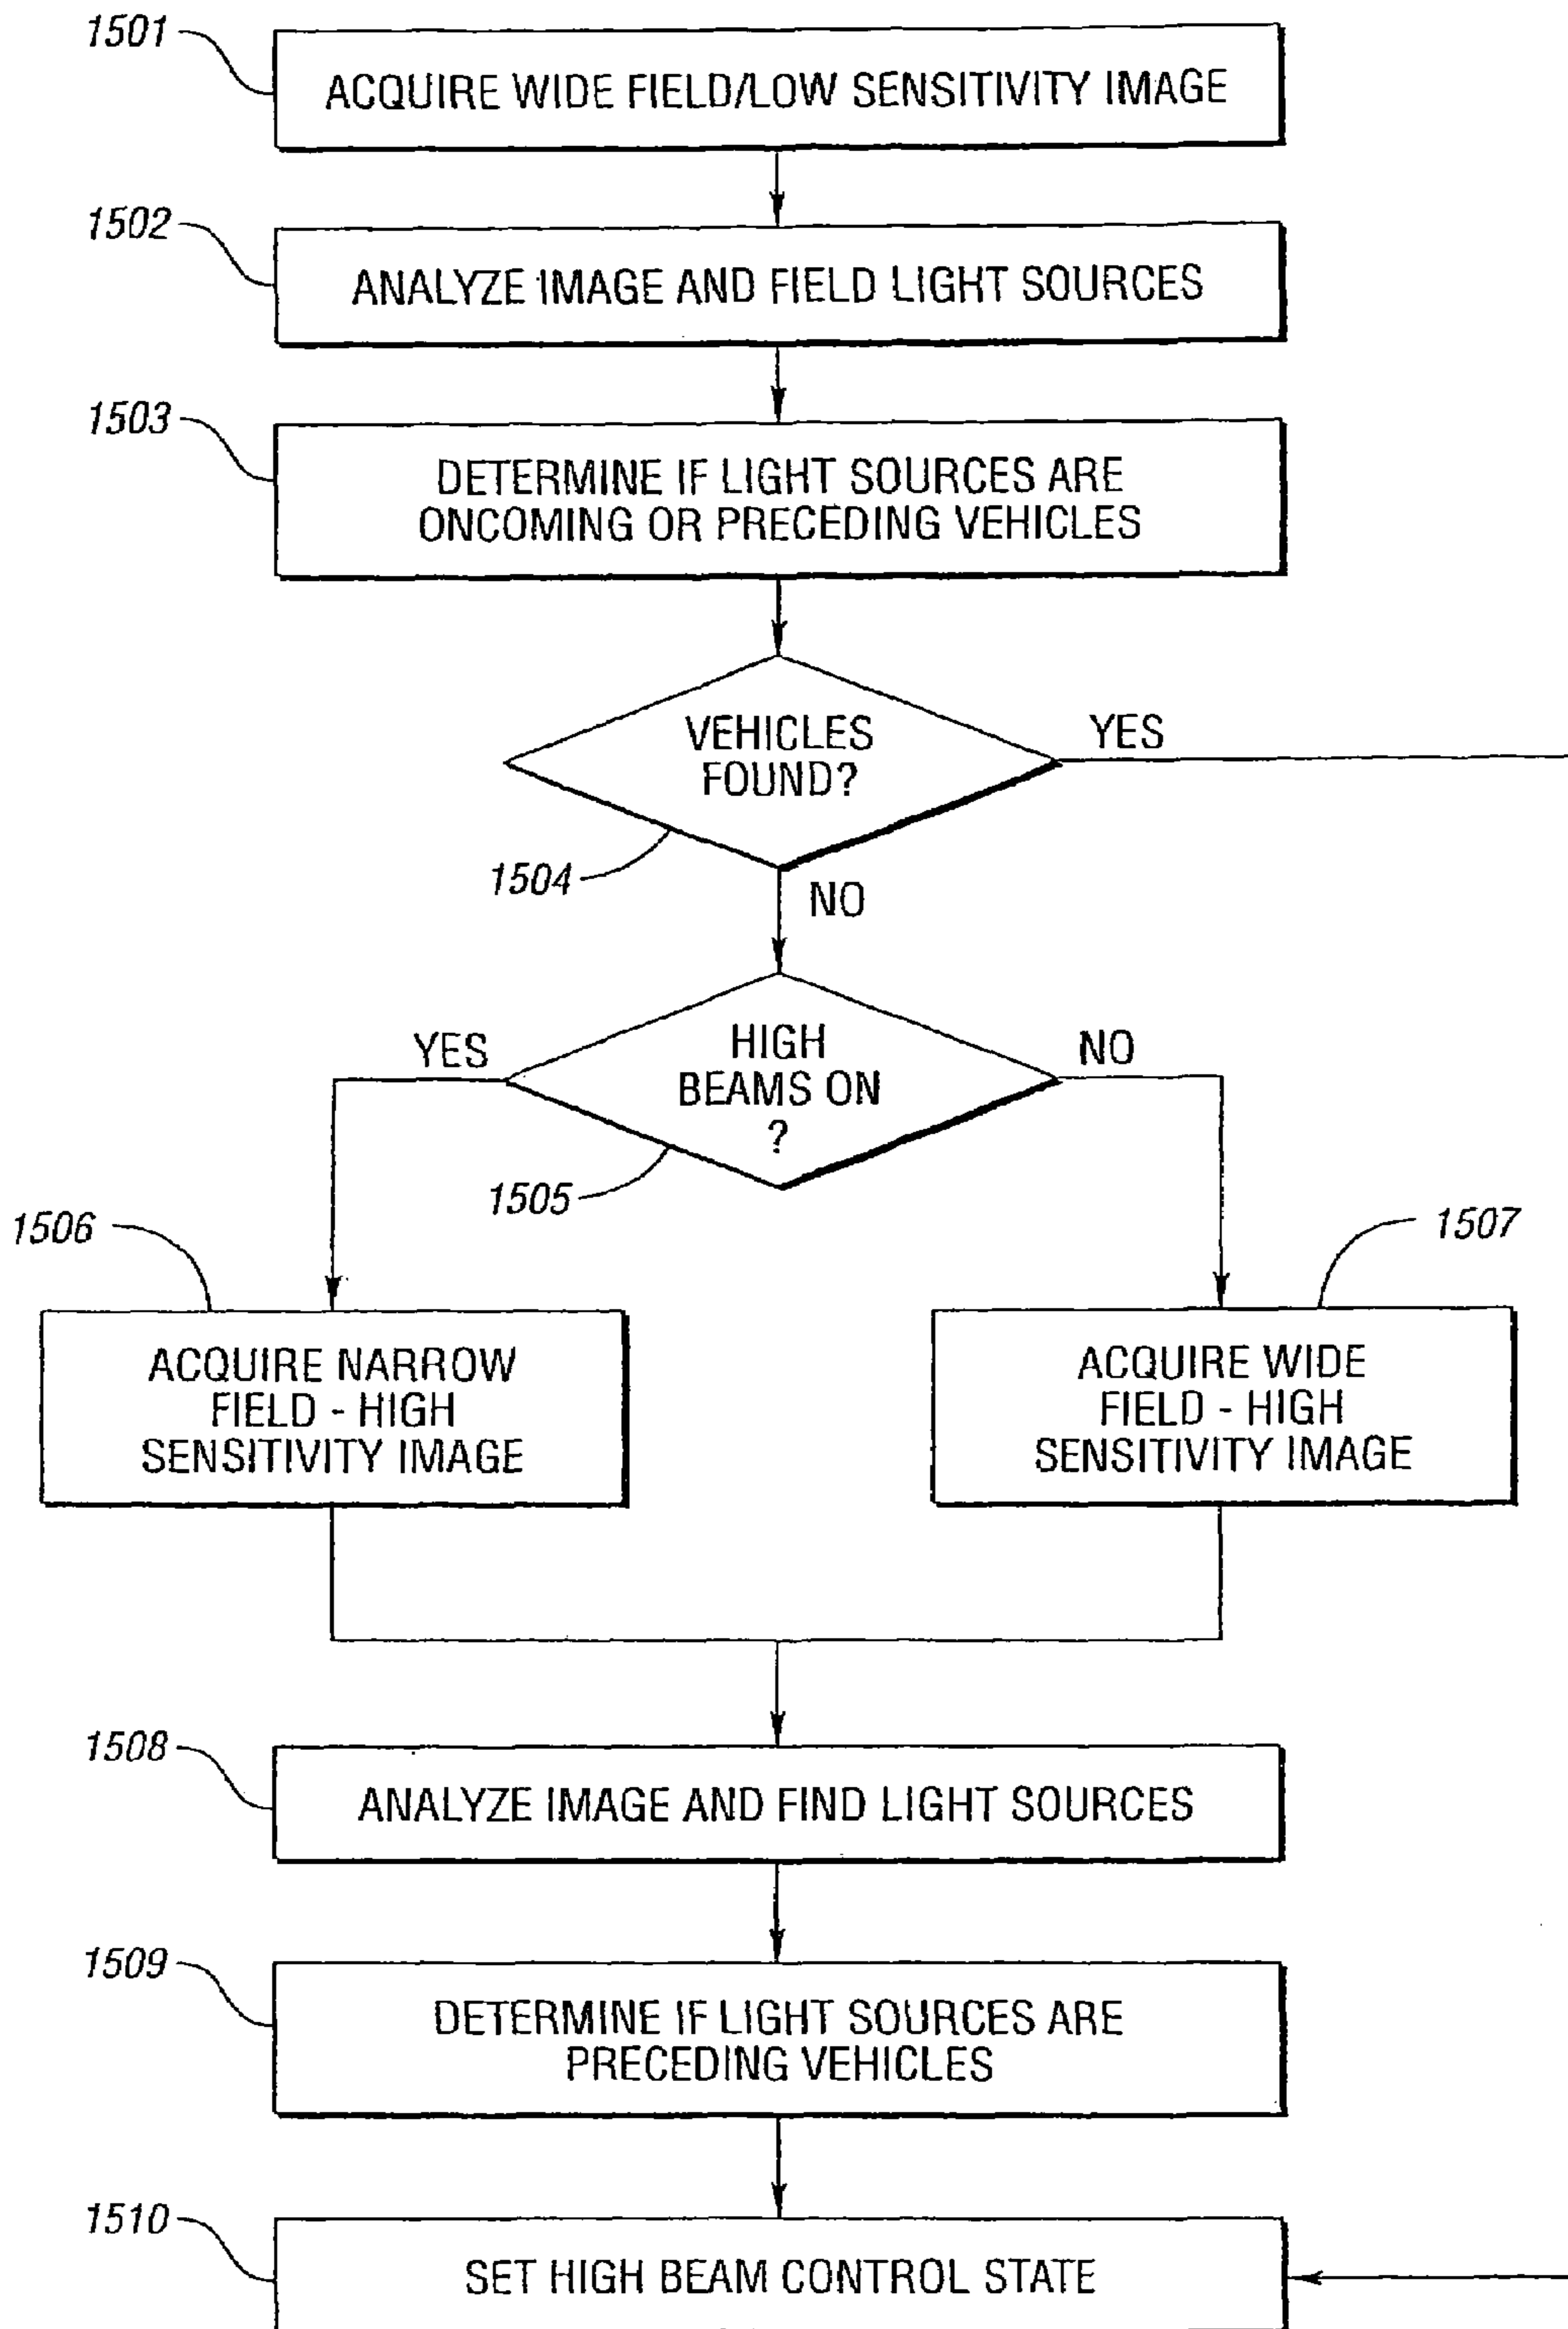 1501
ACQUIRE WIDE FIELD/LOW SENSITIVITY IMAGE
1502
ANALYZE IMAGE AND FIELD LIGHT SOURCES
1503
DETERMINE IF LIGHT SOURCES ARE
ONCOMING OR PRECEDING VEHICLES
VEHICLES
FOUND?
YES
1504
NO
HIGH
BEAMS ON
?
YES
NO
1505
1506
1507
ACQUIRE NARROW
FIELD - HIGH
SENSITIVITY IMAGE
ACQUIRE WIDE
FIELD - HIGH
SENSITIVITY IMAGE
1508
ANALYZE IMAGE AND FIND LIGHT SOURCES
1509
DETERMINE IF LIGHT SOURCES ARE
PRECEDING VEHICLES
1510
SET HIGH BEAM CONTROL STATE